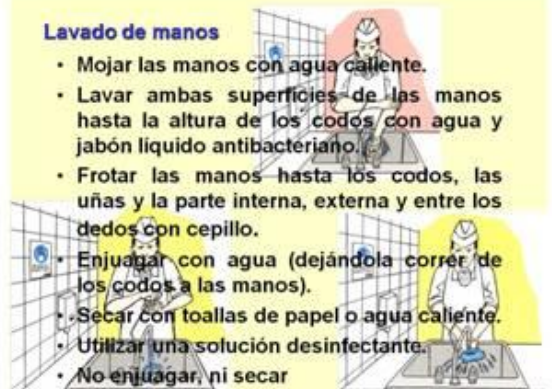 Lavado de manos
• Mojar las manos con agua caliente.
• Lavar ambas superficies de las manos
hasta la altura de los codos con agua y
jabón líquido antibacteriano.
• Frotar las manos hasta los codos, las
uñas y la parte interna, externa y entre los
dedos con cepillo.
• Enjuagar con agua (dejándola correr de
los codos a las manos).
• Secar con toallas de papel o agua caliente.
• Utilizar una solución desinfectante.
• No enjuagar, ni secar